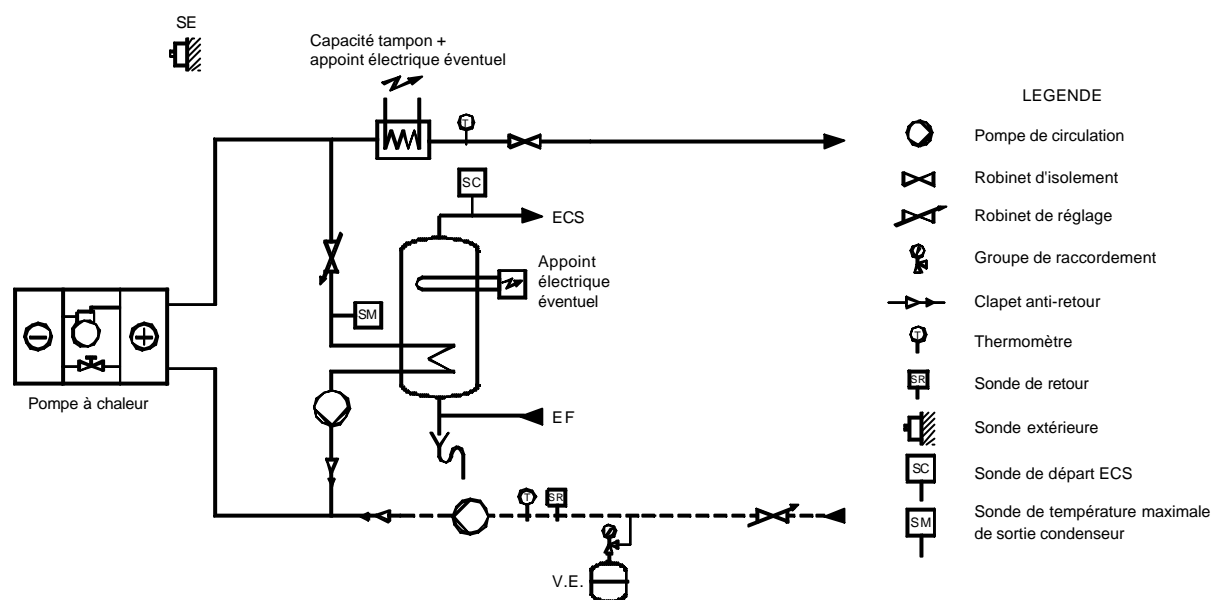 SE
Capacité tampon +
appoint électrique éventuel
T
SC
ECS
Appoint
électrique
éventuel
SM
Pompe à chaleur
EF
T
SR
V.E.
LEGENDE
Pompe de circulation
Robinet d'isolement
Robinet de réglage
Groupe de raccordement
Clapet anti-retour
T
Thermomètre
SR
Sonde de retour
Sonde extérieure
SC
Sonde de départ ECS
SM
Sonde de température maximale
de sortie condenseur